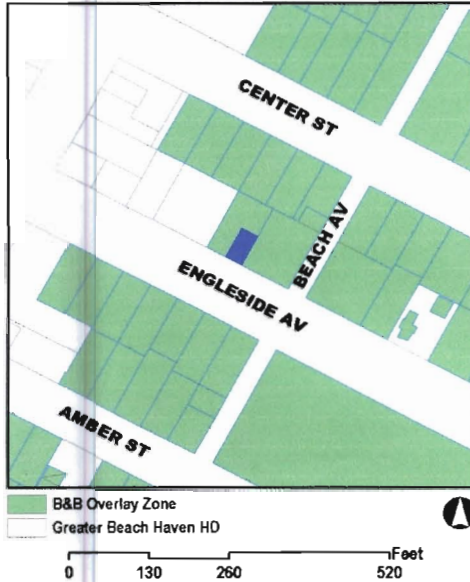 CENTER ST
BEACH AV
ENGLESIDE AV
AMBER ST
B&B Overlay Zone
Greater Beach Haven HD
Feet
0 130 260 520